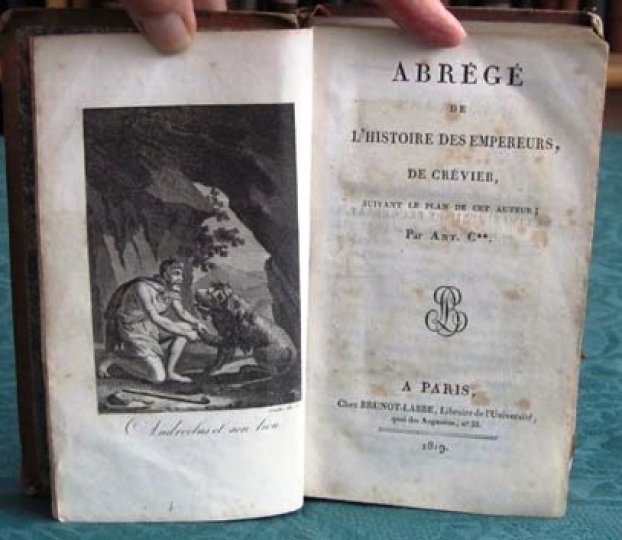 Androclus et son lion
ABRÉGÉ
DE
L'HISTOIRE DES EMPEREURS,
DE CRÉVIER,
SUIVANT LE PLAN DE CET AUTEUR;
Par ANT. C**.
A PARIS,
Chez BRUNOT-LABBE, Libraire de l'Université,
quai des Augustins, n° 33.
1819.